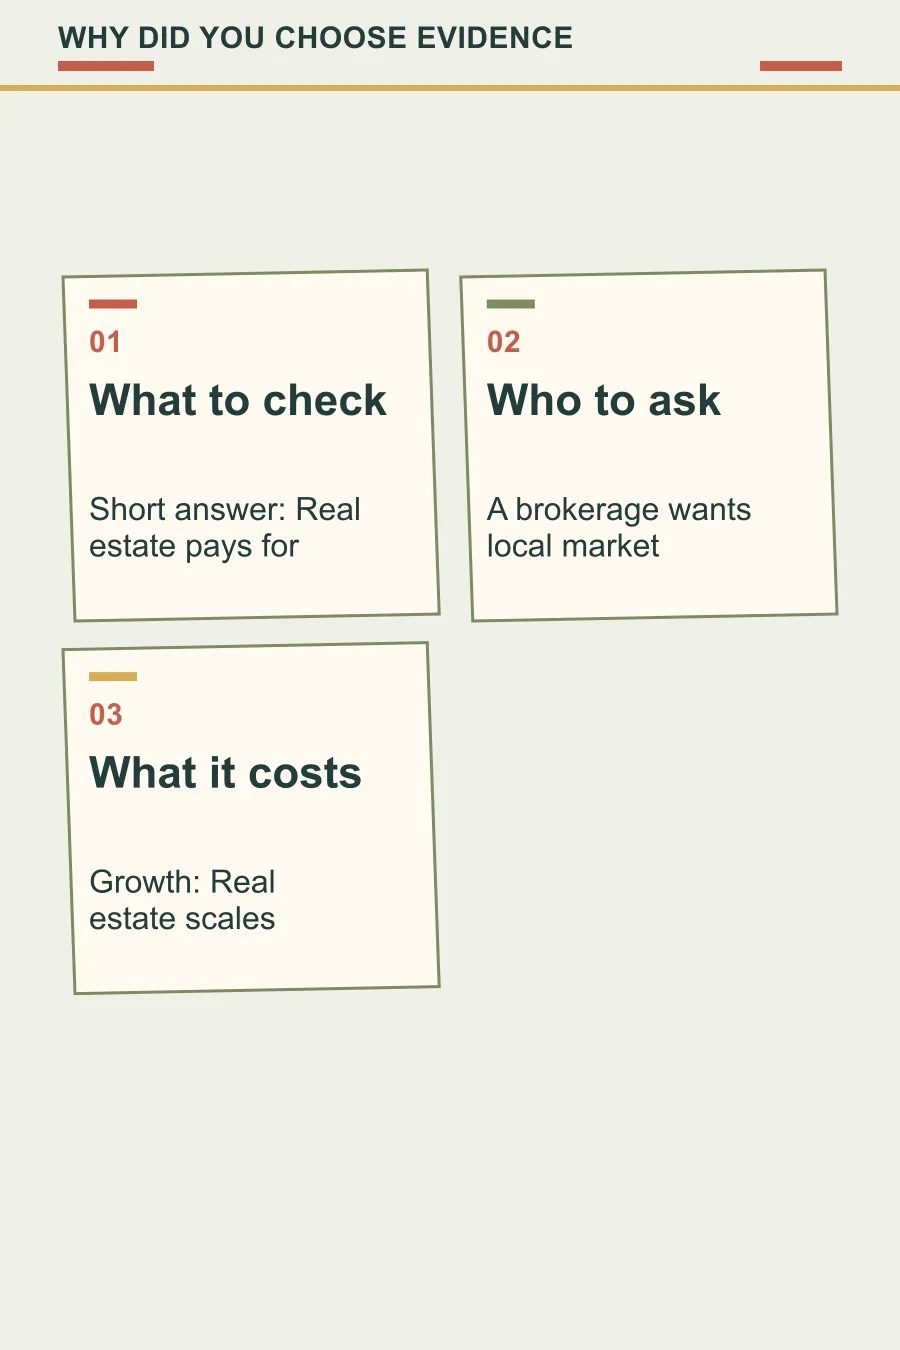 WHY DID YOU CHOOSE EVIDENCE
01
What to check
Short answer: Real
estate pays for
02
Who to ask
A brokerage wants
local market
03
What it costs
Growth: Real
estate scales